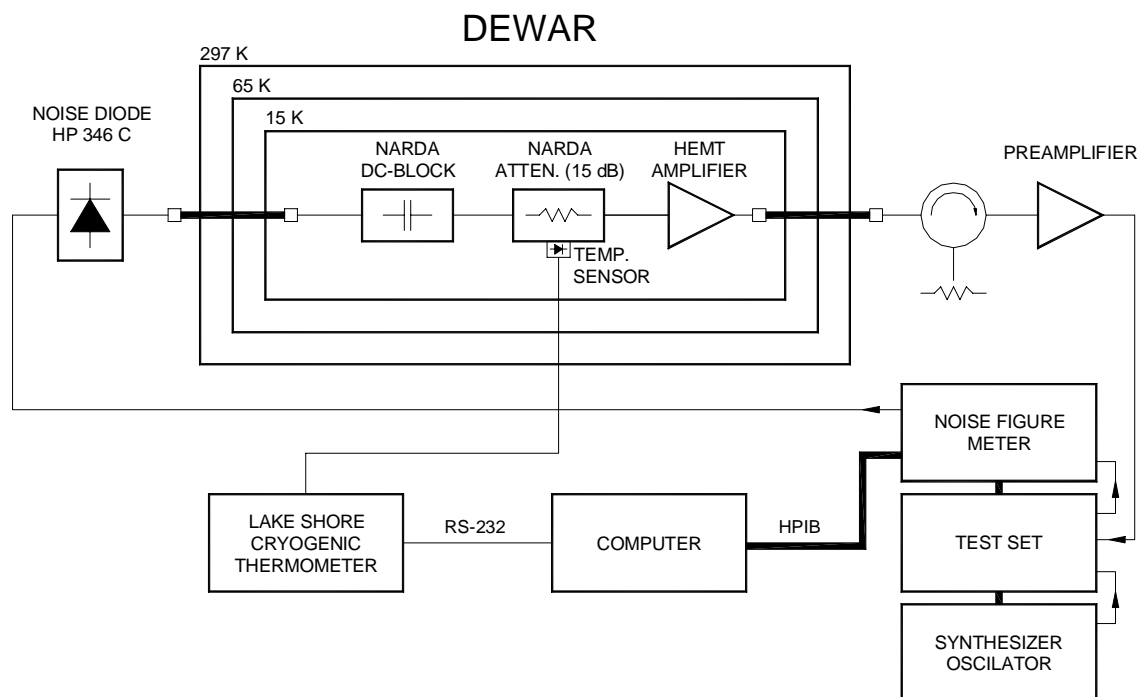 DEWAR
297 K
65 K
15 K
NOISE DIODE
HP 346 C
NARDA
DC-BLOCK
NARDA
ATTEN. (15 dB)
HEMT
AMPLIFIER
PREAMPLIFIER
TEMP.
SENSOR
NOISE FIGURE
METER
LAKE SHORE
CRYOGENIC
THERMOMETER
RS-232
COMPUTER
HPIB
TEST SET
SYNTHESIZER
OSCILATOR